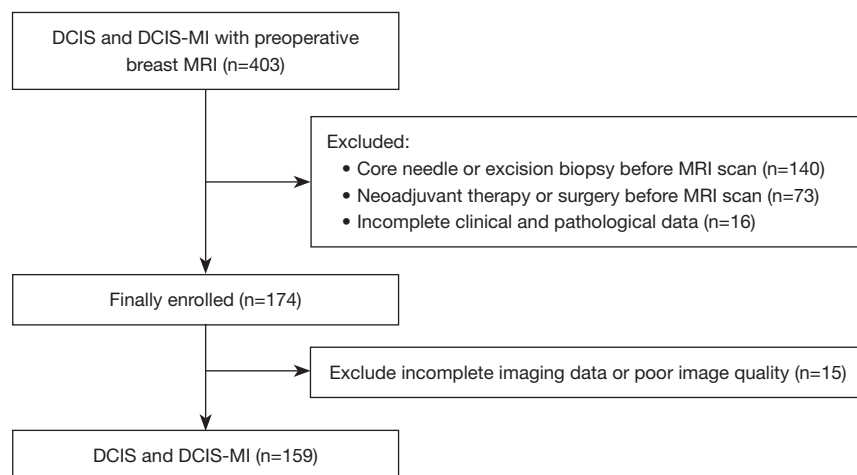 DCIS and DCIS-MI with preoperative
breast MRI (n=403)
Excluded:
• Core needle or excision biopsy before MRI scan (n=140)
• Neoadjuvant therapy or surgery before MRI scan (n=73)
• Incomplete clinical and pathological data (n=16)
Finally enrolled (n=174)
Exclude incomplete imaging data or poor image quality (n=15)
DCIS and DCIS-MI (n=159)